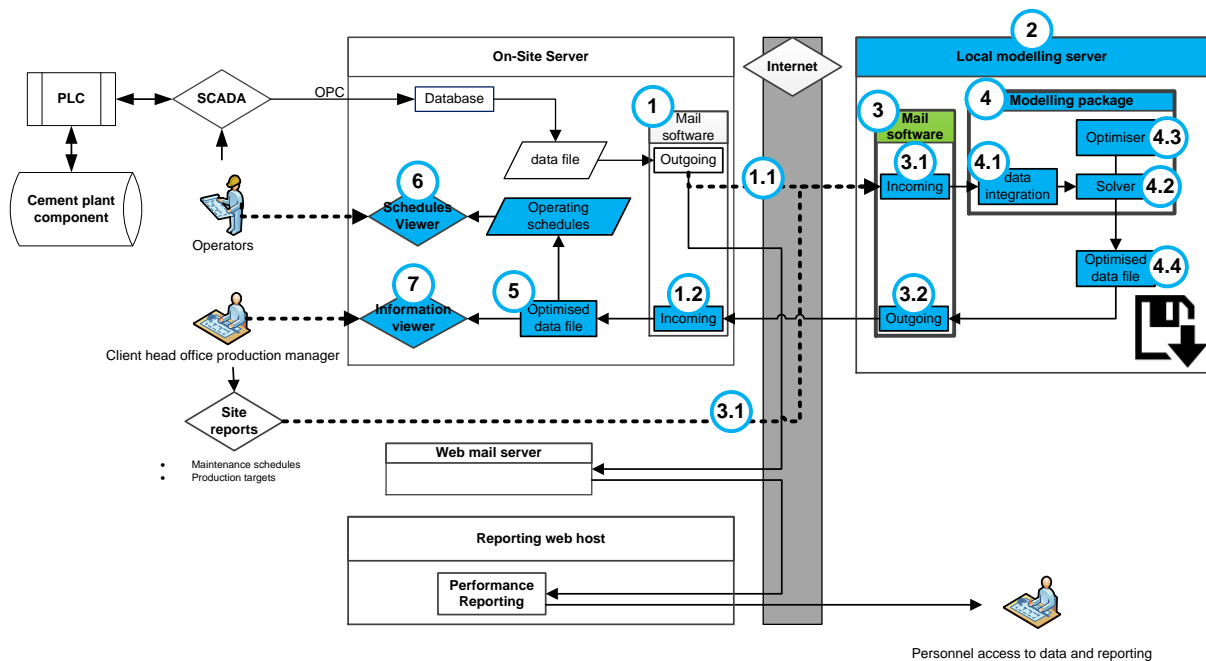 2
On-Site Server
Internet
Local modelling server
PLC
SCADA
OPC
Database
1
Mail
software
Outgoing
data file
3
Mail
software
4
Modelling package
Optimiser
4.3
3.1
Incoming
4.1
data
integration
Solver
4.2
1.1
Cement plant
component
Operators
6
Schedules
Viewer
Operating
schedules
Optimised
data file
4.4
7
Information
viewer
5
Optimised
data file
1.2
Incoming
3.2
Outgoing
Client head office production manager
Site
reports
3.1
• Maintenance schedules
• Production targets
Web mail server
Reporting web host
Performance
Reporting
Personnel access to data and reporting